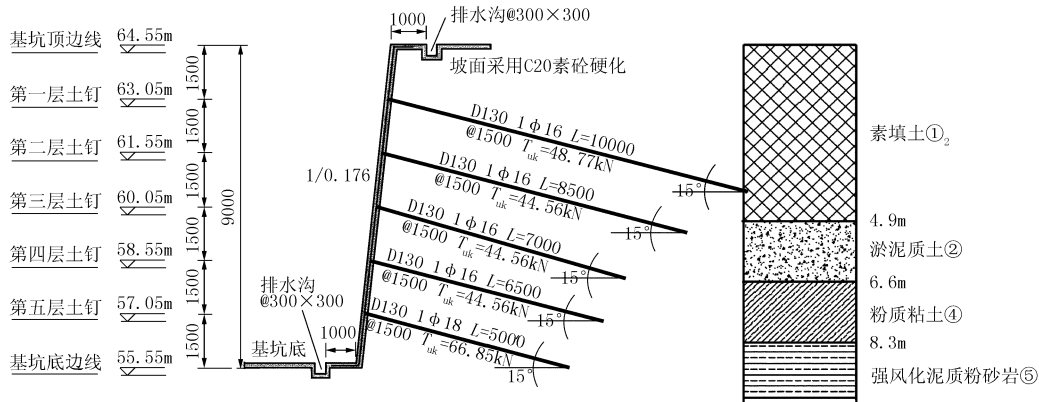 基坑顶边线 64.55m
第一层土钉 63.05m
第二层土钉 61.55m
第三层土钉 60.05m
第四层土钉 58.55m
第五层土钉 57.05m
基坑底边线 55.55m
1500
1500
1500
1500
1500
1500
9000
1000
排水沟@300×300
坡面采用C20素砼硬化
1/0.176
D130 1ф16 L=10000
@1500 Tuk=48.77kN
15°
D130 1ф16 L=8500
@1500 Tuk=44.56kN
15°
D130 1ф16 L=7000
@1500 Tuk=44.56kN
15°
D130 1ф16 L=6500
@1500 Tuk=44.56kN
15°
D130 1ф18 L=5000
@1500 Tuk=66.85kN
15°
排水沟
@300×300
1000
基坑底
素填土①2
4.9m
淤泥质土②
6.6m
粉质粘土④
8.3m
强风化泥质粉砂岩⑤